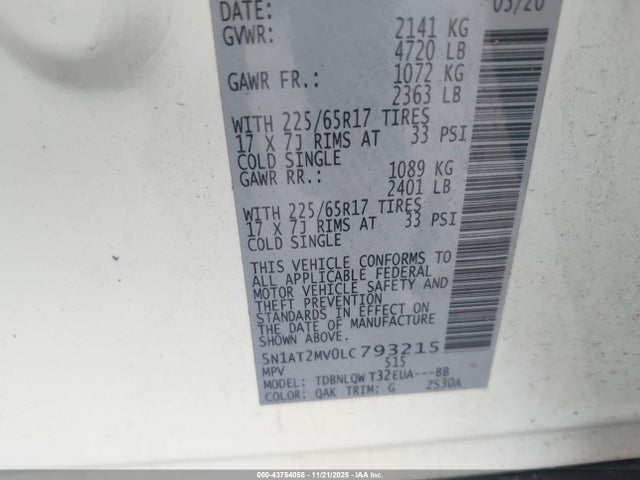 DATE: 03/20
GVWR: 2141 KG
4720 LB
GAWR FR.: 1072 KG
2363 LB
WITH 225/65R17 TIRES
17 X 7J RIMS AT 33 PSI
COLD SINGLE
GAWR RR.: 1089 KG
2401 LB
WITH 225/65R17 TIRES
17 X 7J RIMS AT 33 PSI
COLD SINGLE
THIS VEHICLE CONFORMS TO
ALL APPLICABLE FEDERAL
MOTOR VEHICLE SAFETY AND
THEFT PREVENTION
STANDARDS IN EFFECT ON
THE DATE OF MANUFACTURE
SHOWN ABOVE.
5N1AT2MV0LC793215
MPV 515
MODEL: TDBNLQW T32EUA---BB
COLOR: QAK TRIM: G ZS30A
000-43754058 - 11/21/2025 - IAAI.COM